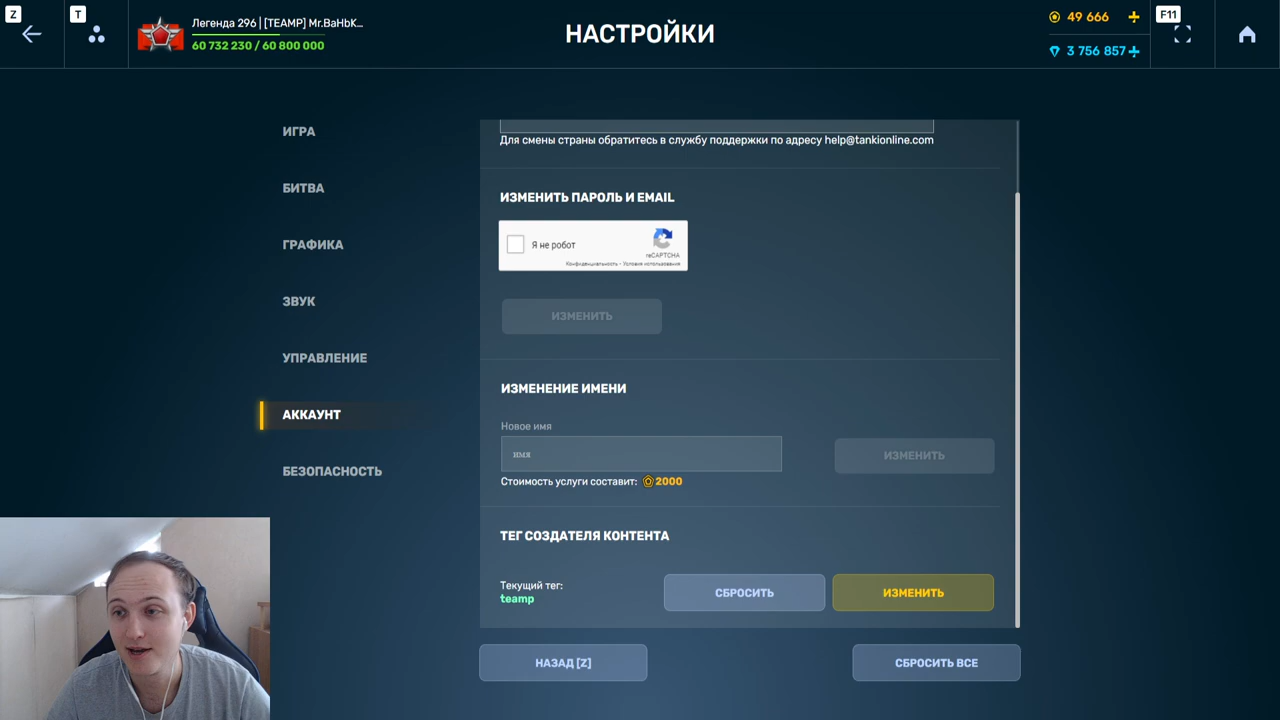 Z
T
Легенда 296 | [TEAMP] Mr.BaHbK...
60 732 230 / 60 800 000
НАСТРОЙКИ
49 666
3 756 857
F11
ИГРА
БИТВА
ГРАФИКА
ЗВУК
УПРАВЛЕНИЕ
АККАУНТ
БЕЗОПАСНОСТЬ
Для смены страны обратитесь в службу поддержки по адресу help@tankionline.com
ИЗМЕНИТЬ ПАРОЛЬ И EMAIL
Я не робот
reCAPTCHA
Конфиденциальность - Условия использования
ИЗМЕНИТЬ
ИЗМЕНЕНИЕ ИМЕНИ
Новое имя
имя
ИЗМЕНИТЬ
Стоимость услуги составит: 2000
ТЕГ СОЗДАТЕЛЯ КОНТЕНТА
Текущий тег:
teamp
СБРОСИТЬ
ИЗМЕНИТЬ
НАЗАД [Z]
СБРОСИТЬ ВСЕ